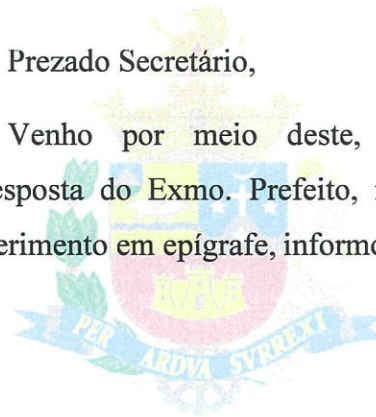 Prezado Secretário,
Venho por meio deste,
esposta do Exmo. Prefeito,
erimento em epígrafe, informo
PER ARDVA SVRREXI